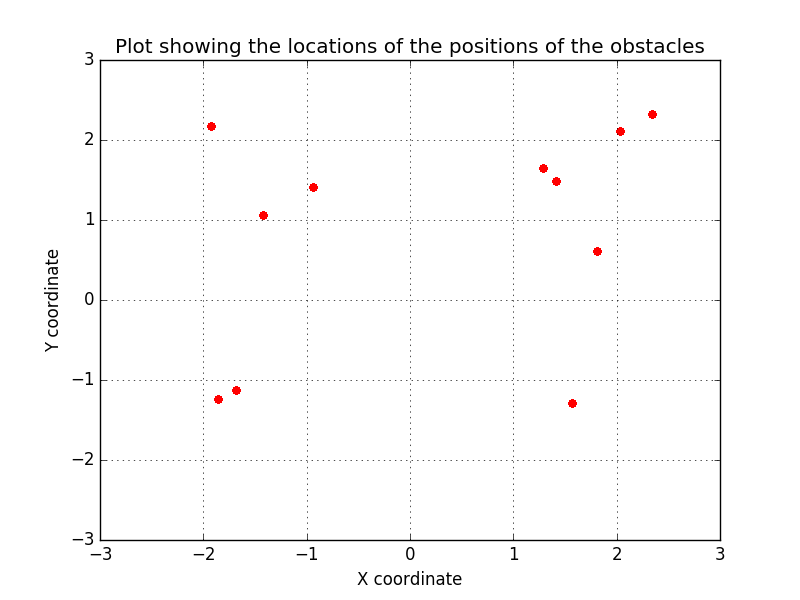 Plot showing the locations of the positions of the obstacles
3
2
1
0
−1
−2
−3
Y coordinate
−3 −2 −1 0 1 2 3
X coordinate